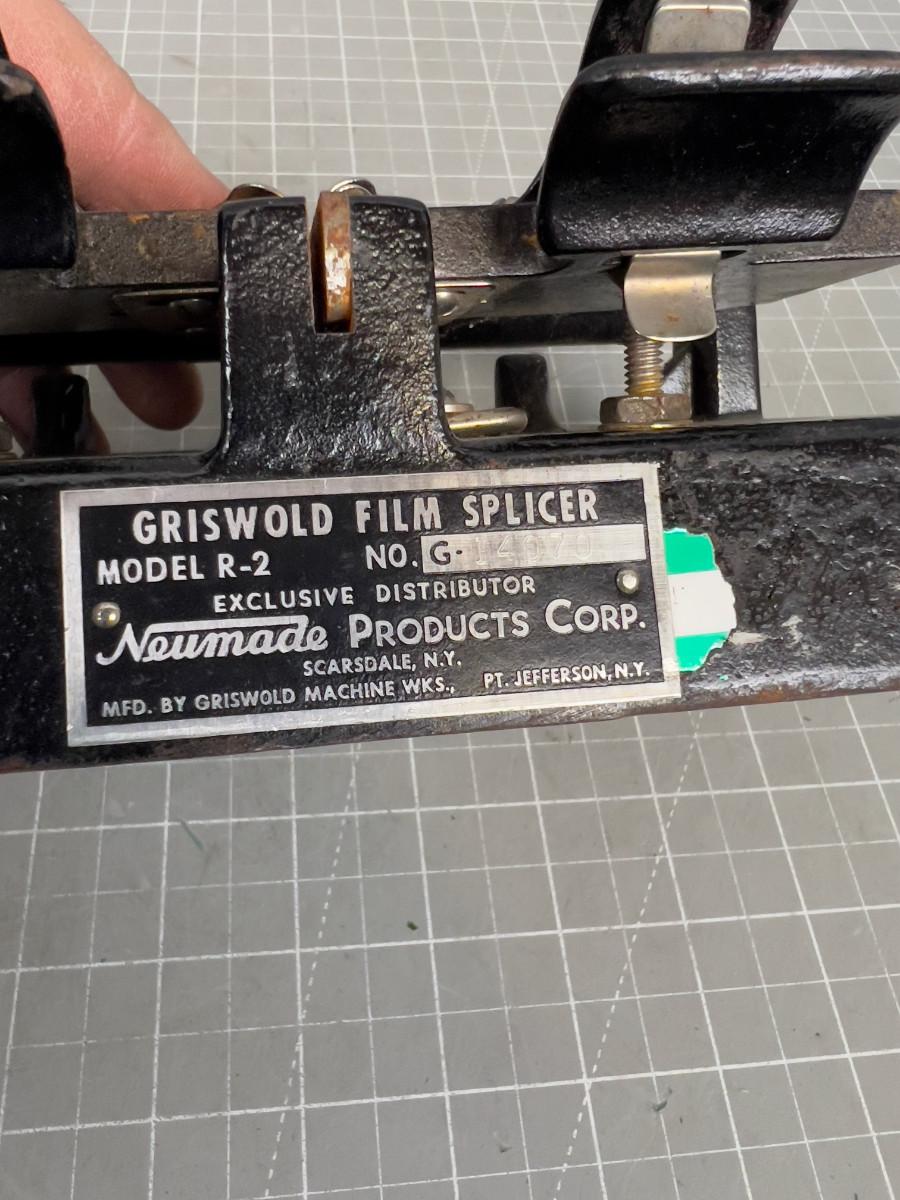 GRISWOLD FILM SPLICER
MODEL R-2 NO. G- 14070
EXCLUSIVE DISTRIBUTOR
Neumade PRODUCTS CORP.
SCARSDALE, N.Y.
MFD. BY GRISWOLD MACHINE WKS., PT. JEFFERSON, N.Y.